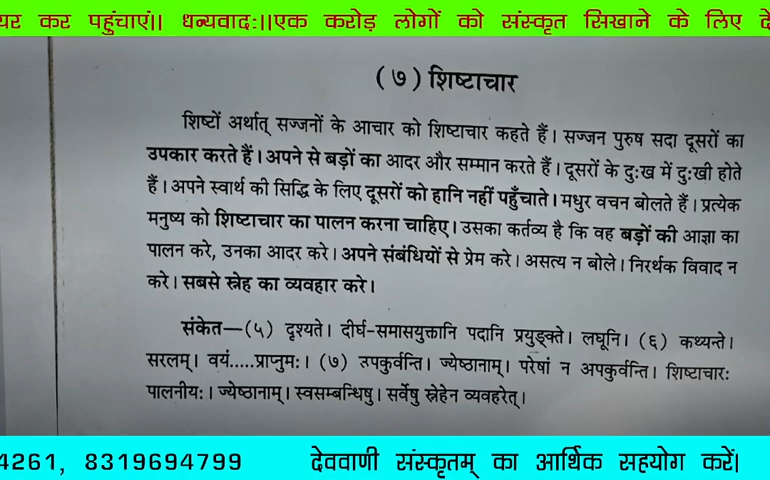 यर कर पहुंचाएं।। धन्यवादः।।एक करोड़ लोगों को संस्कृत सिखाने के लिए दे
(७) शिष्टाचार
शिष्टों अर्थात् सज्जनों के आचार को शिष्टाचार कहते हैं। सज्जन पुरुष सदा दूसरों का
उपकार करते हैं। अपने से बड़ों का आदर और सम्मान करते हैं। दूसरों के दुःख में दुःखी होते
हैं। अपने स्वार्थ की सिद्धि के लिए दूसरों को हानि नहीं पहुँचाते। मधुर वचन बोलते हैं। प्रत्येक
मनुष्य को शिष्टाचार का पालन करना चाहिए। उसका कर्तव्य है कि वह बड़ों की आज्ञा का
पालन करे, उनका आदर करे। अपने संबंधियों से प्रेम करे। असत्य न बोले। निरर्थक विवाद न
करे। सबसे स्नेह का व्यवहार करे।
संकेत—(५) दृश्यते। दीर्घ-समासयुक्तानि पदानि प्रयुङ्क्ते। लघूनि। (६) कथ्यन्ते।
सरलम्। वयं.....प्राप्नुमः। (७) उपकुर्वन्ति। ज्येष्ठानाम्। परेषां न अपकुर्वन्ति। शिष्टाचारः
पालनीयः। ज्येष्ठानाम्। स्वसम्बन्धिषु। सर्वेषु स्नेहेन व्यवहरेत्।
4261, 8319694799 देववाणी संस्कृतम् का आर्थिक सहयोग करें।